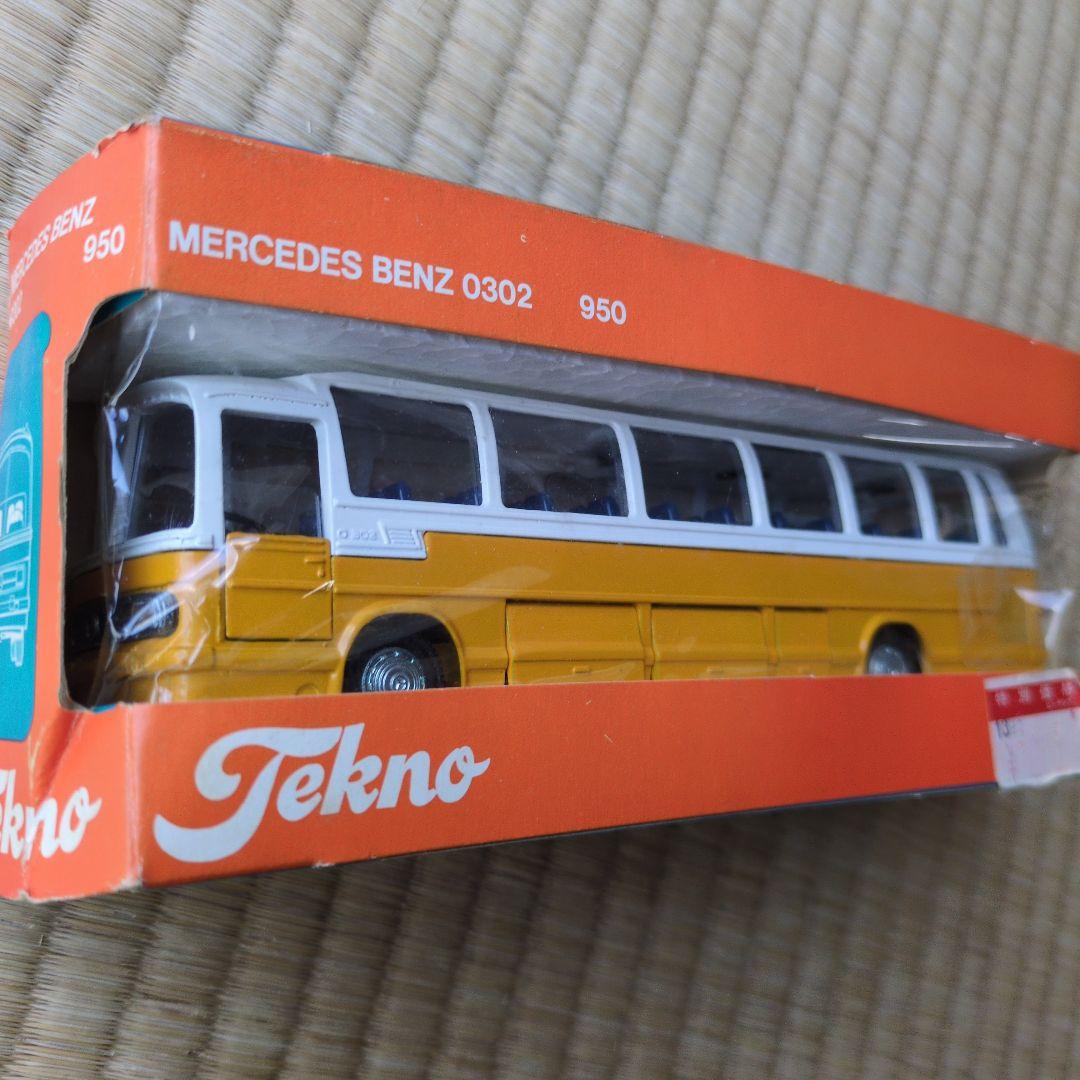 MERCEDES BENZ
950
MERCEDES BENZ 0302 950
O 302
Tekno
Tekno